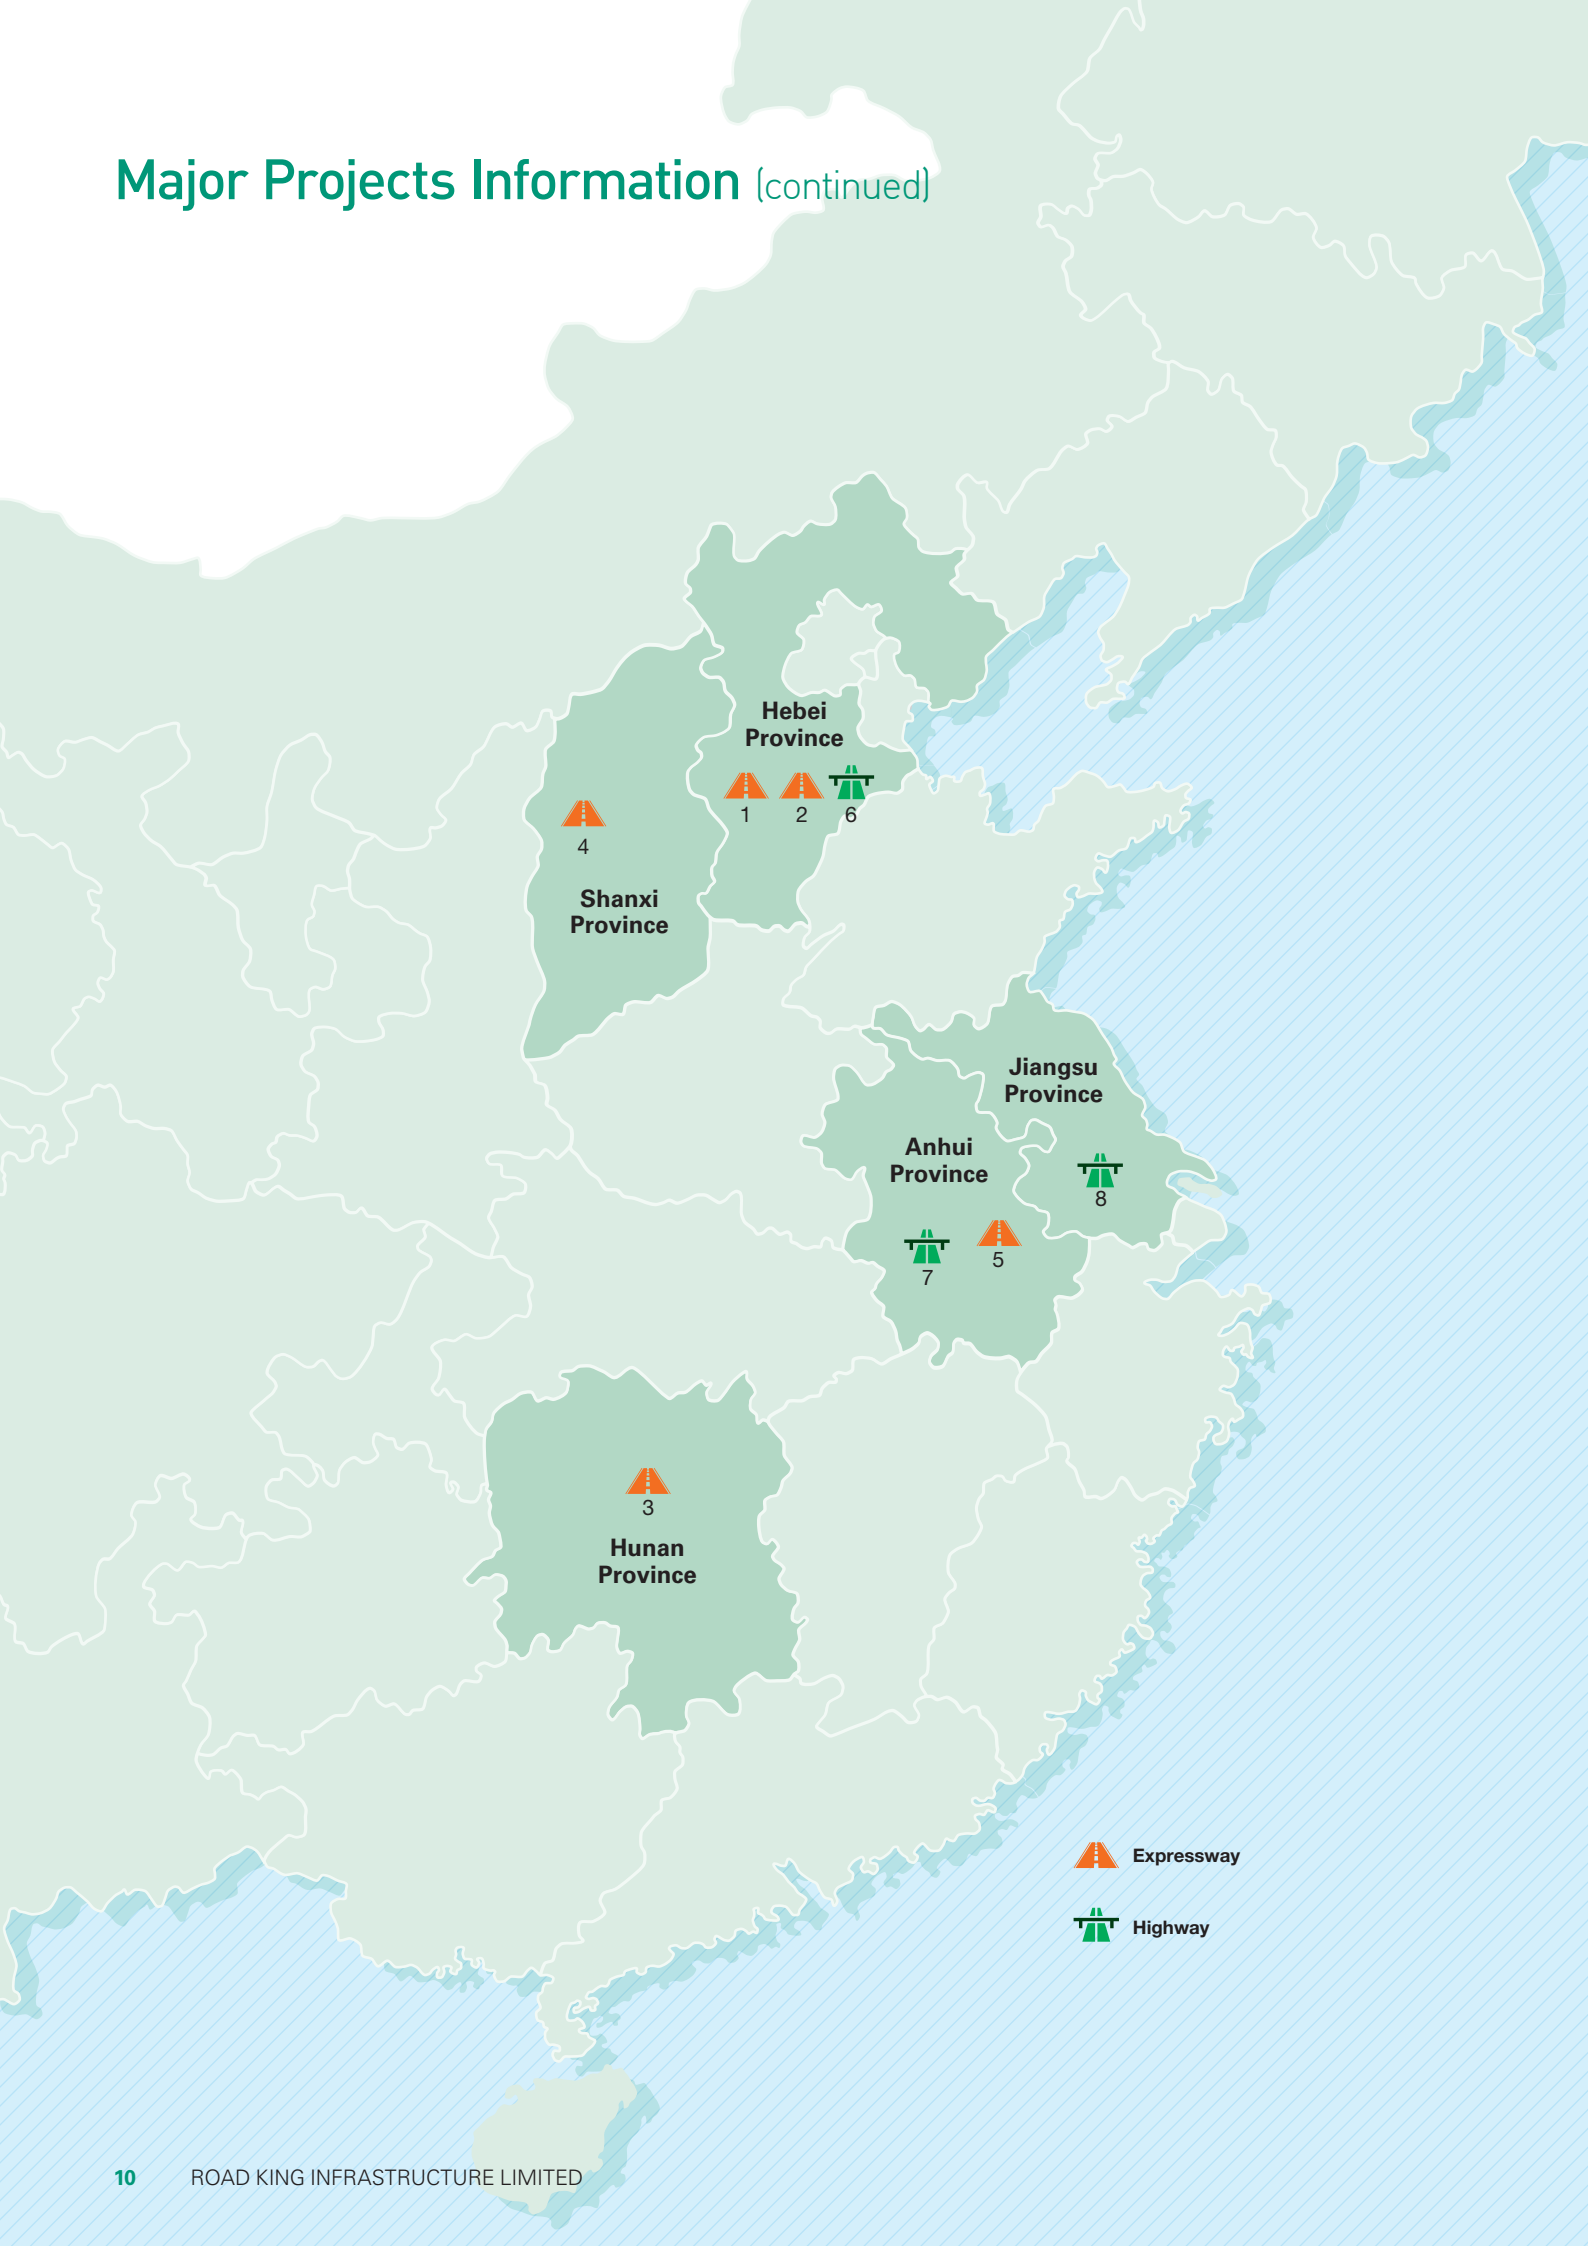 Major Projects Information (continued)
Hebei
Province
1 2 6
4
Shanxi
Province
Jiangsu
Province
Anhui
Province
8
5
7
3
Hunan
Province
Expressway
Highway
10 ROAD KING INFRASTRUCTURE LIMITED